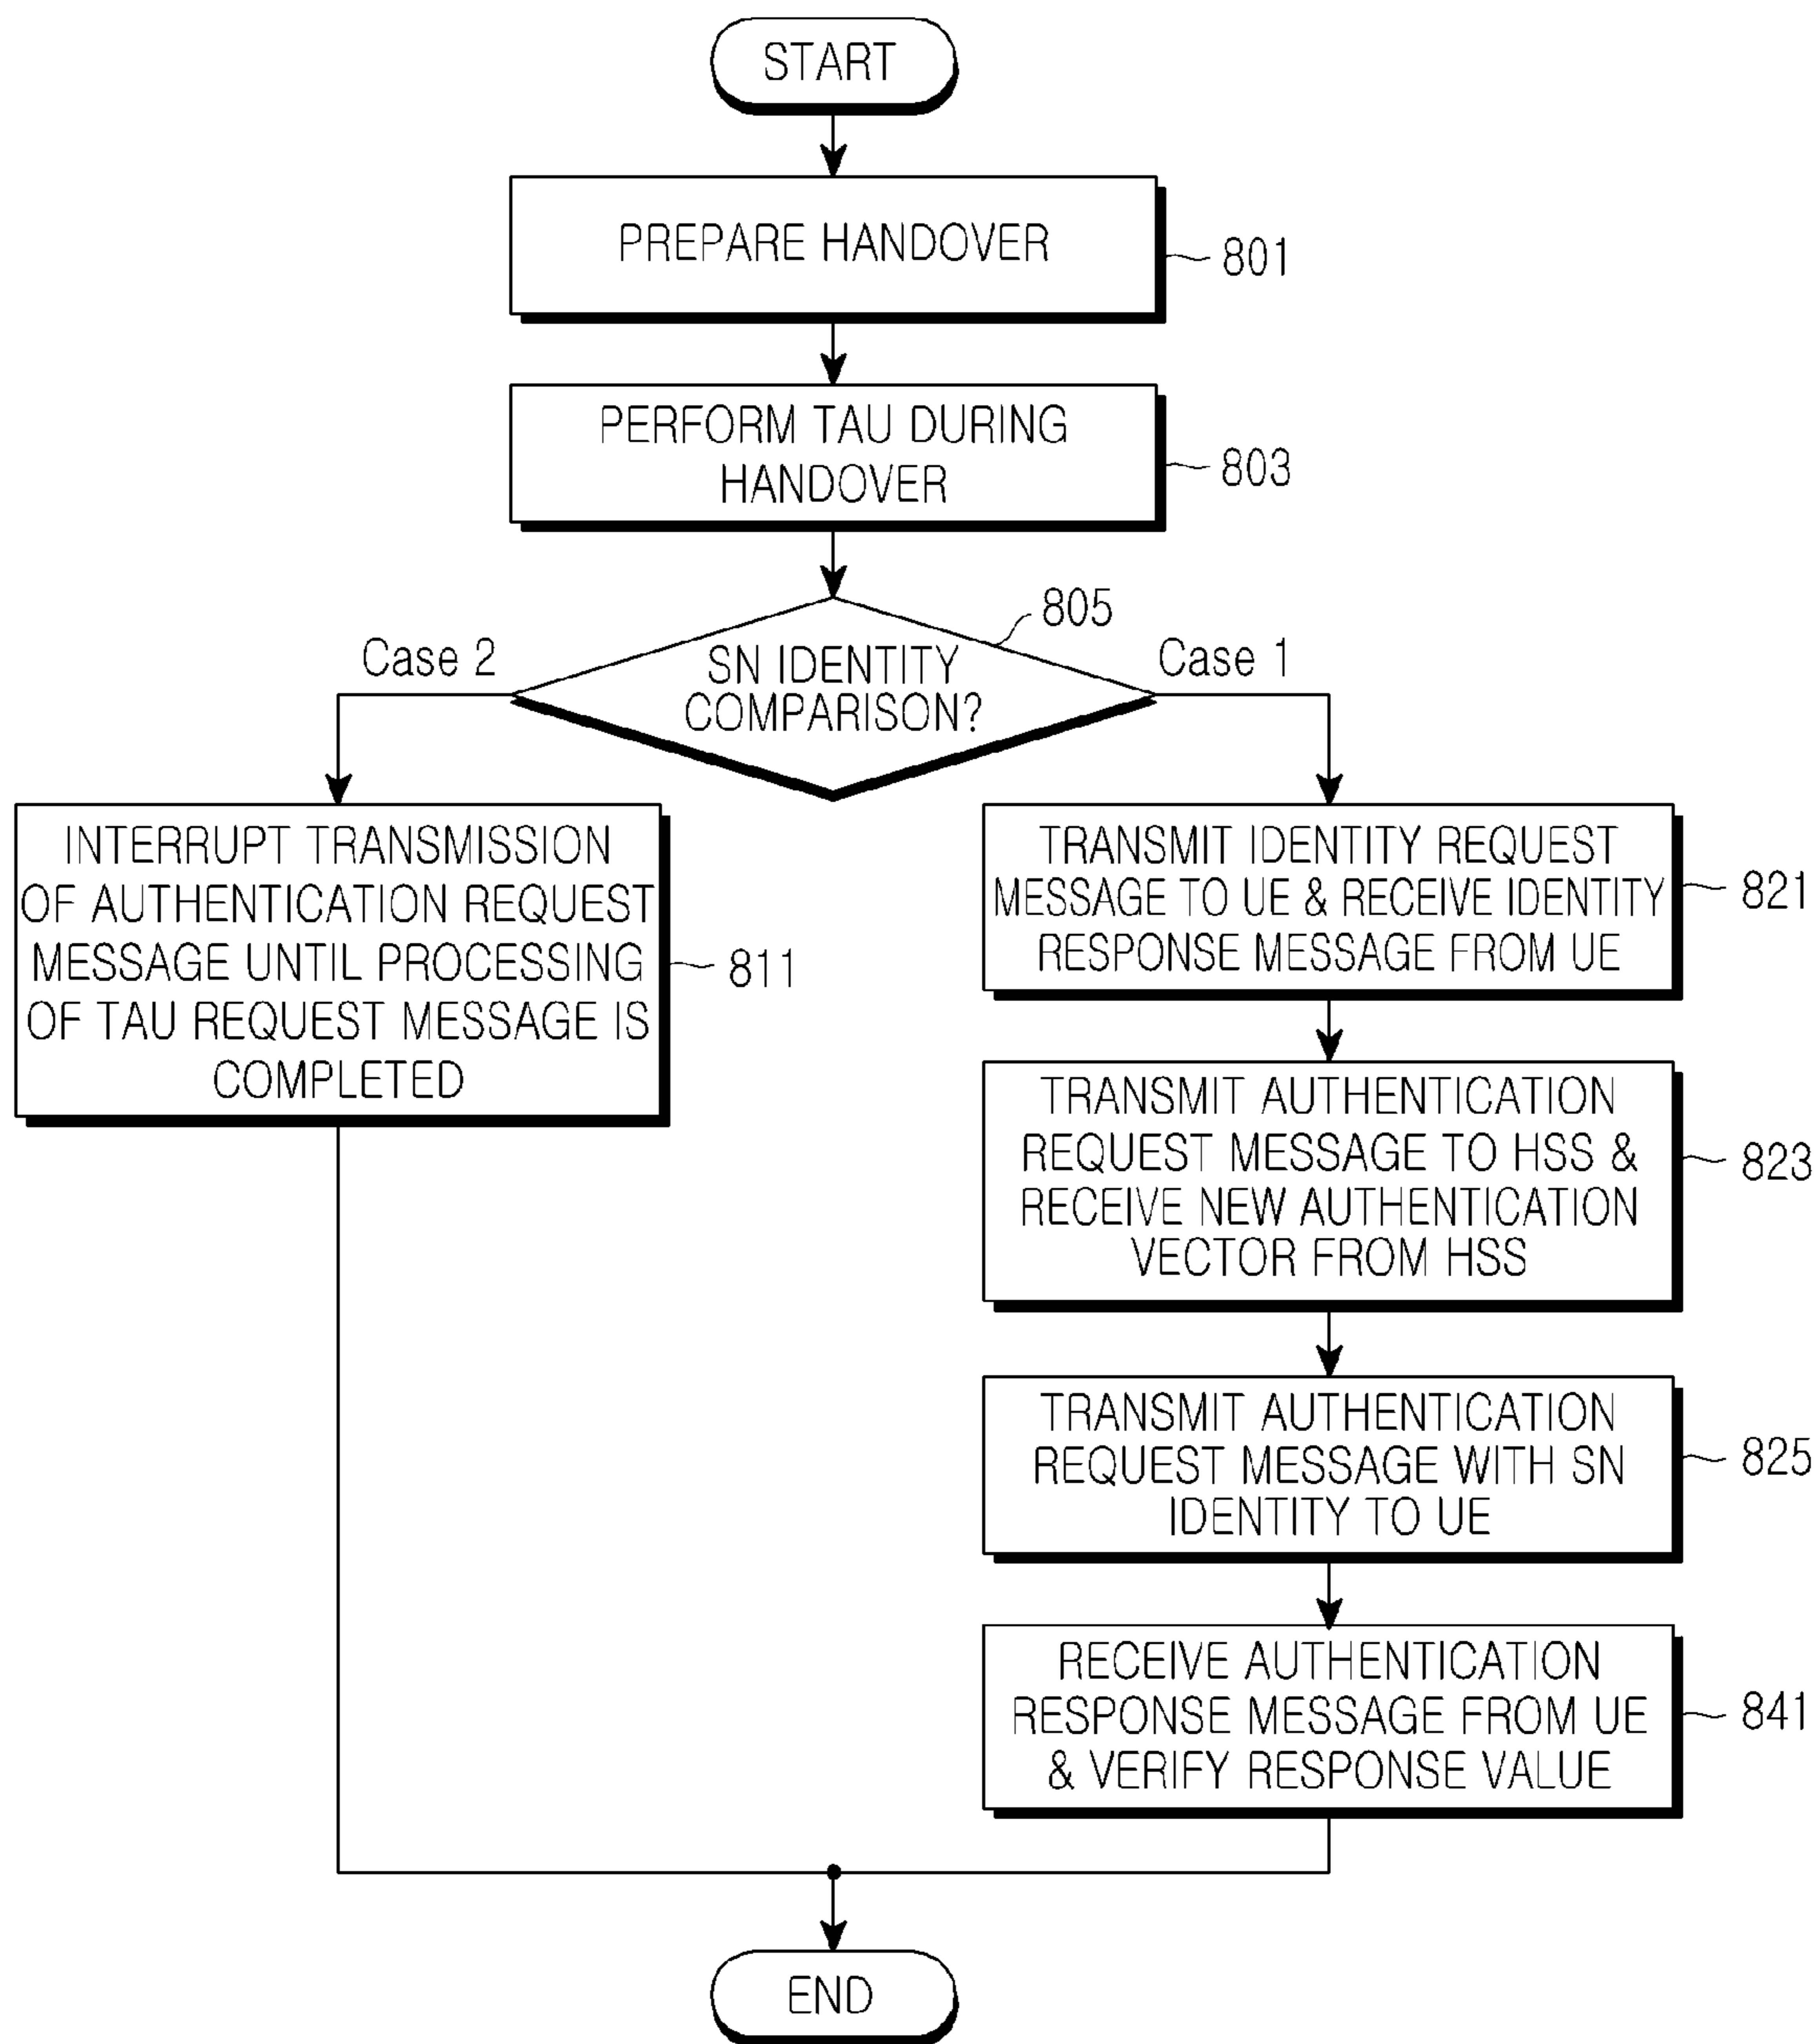 START
PREPARE HANDOVER
801
PERFORM TAU DURING
HANDOVER
803
805
Case 2
SN IDENTITY
COMPARISON?
Case 1
INTERRUPT TRANSMISSION
OF AUTHENTICATION REQUEST
MESSAGE UNTIL PROCESSING
OF TAU REQUEST MESSAGE IS
COMPLETED
811
TRANSMIT IDENTITY REQUEST
MESSAGE TO UE & RECEIVE IDENTITY
RESPONSE MESSAGE FROM UE
821
TRANSMIT AUTHENTICATION
REQUEST MESSAGE TO HSS &
RECEIVE NEW AUTHENTICATION
VECTOR FROM HSS
823
TRANSMIT AUTHENTICATION
REQUEST MESSAGE WITH SN
IDENTITY TO UE
825
RECEIVE AUTHENTICATION
RESPONSE MESSAGE FROM UE
& VERIFY RESPONSE VALUE
841
END